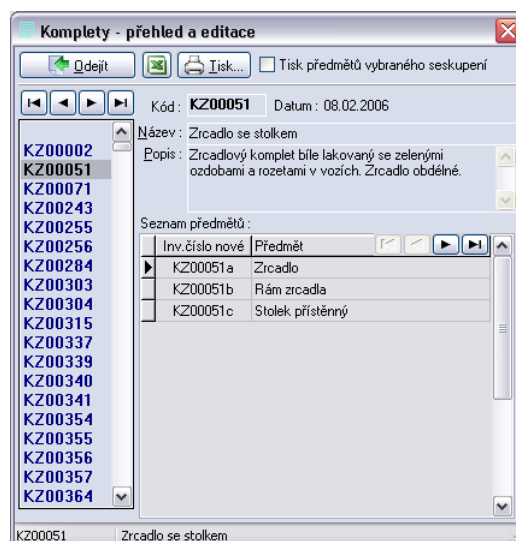 Komplety - přehled a editace
Odejít Tisk... Tisk předmětů vybraného seskupení
Kód : KZ00051 Datum : 08.02.2006
Název : Zrcadlo se stolkem
Popis : Zrcadlový komplet bíle lakovaný se zelenými
ozdobami a rozetami v vozích. Zrcadlo obdélné.
KZ00002
KZ00051
KZ00071
KZ00243
KZ00255
KZ00256
KZ00284
KZ00303
KZ00304
KZ00315
KZ00337
KZ00339
KZ00340
KZ00341
KZ00354
KZ00355
KZ00356
KZ00357
KZ00364
Seznam předmětů :
Inv.číslo nové Předmět
KZ00051a Zrcadlo
KZ00051b Rám zrcadla
KZ00051c Stolek přístěnný
KZ00051 Zrcadlo se stolkem